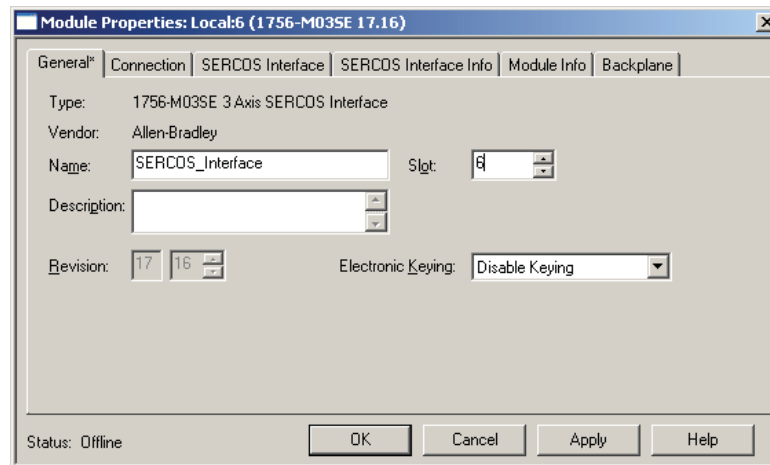 Module Properties: Local:6 (1756-M03SE 17.16)
General* Connection SERCOS Interface SERCOS Interface Info Module Info Backplane
Type: 1756-M03SE 3 Axis SERCOS Interface
Vendor: Allen-Bradley
Name: SERCOS_Interface Slot: 6
Description:
Revision: 17 16 Electronic Keying: Disable Keying
Status: Offline OK Cancel Apply Help